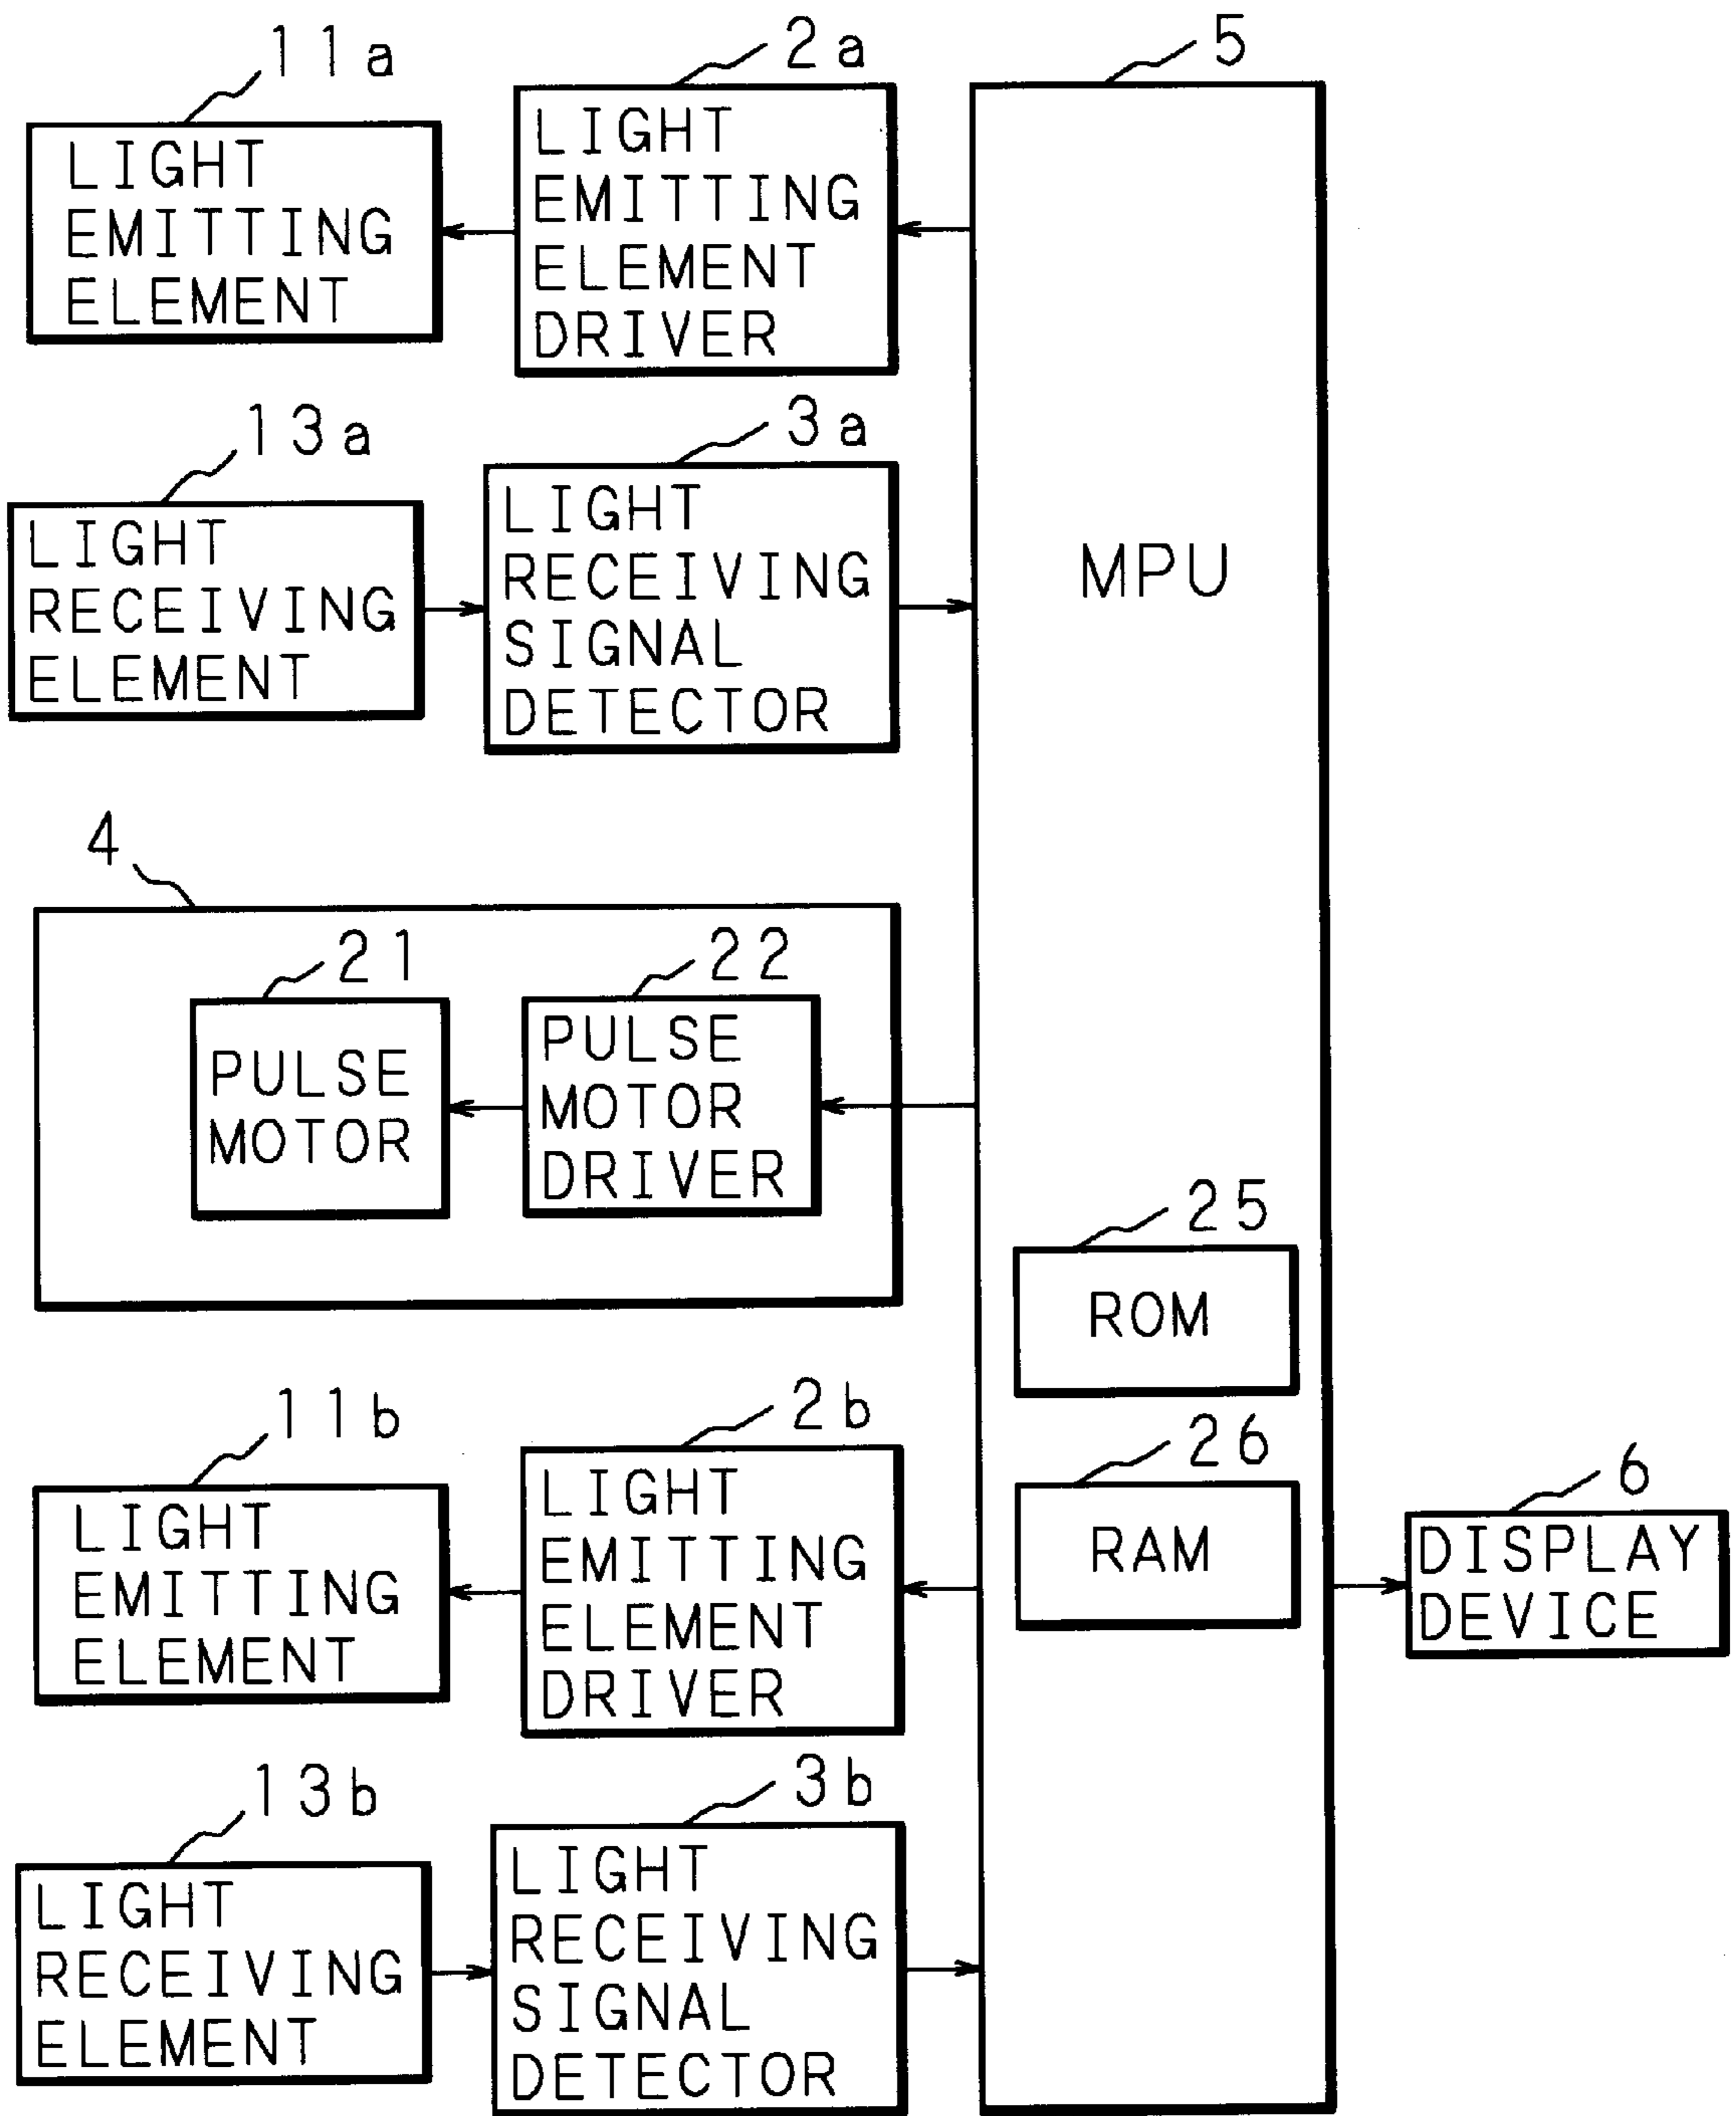 11a
LIGHT
EMITTING
ELEMENT
2a
LIGHT
EMITTING
ELEMENT
DRIVER
5
MPU
13a
LIGHT
RECEIVING
ELEMENT
3a
LIGHT
RECEIVING
SIGNAL
DETECTOR
4
21
PULSE
MOTOR
22
PULSE
MOTOR
DRIVER
25
ROM
26
RAM
11b
LIGHT
EMITTING
ELEMENT
2b
LIGHT
EMITTING
ELEMENT
DRIVER
6
DISPLAY
DEVICE
13b
LIGHT
RECEIVING
ELEMENT
3b
LIGHT
RECEIVING
SIGNAL
DETECTOR